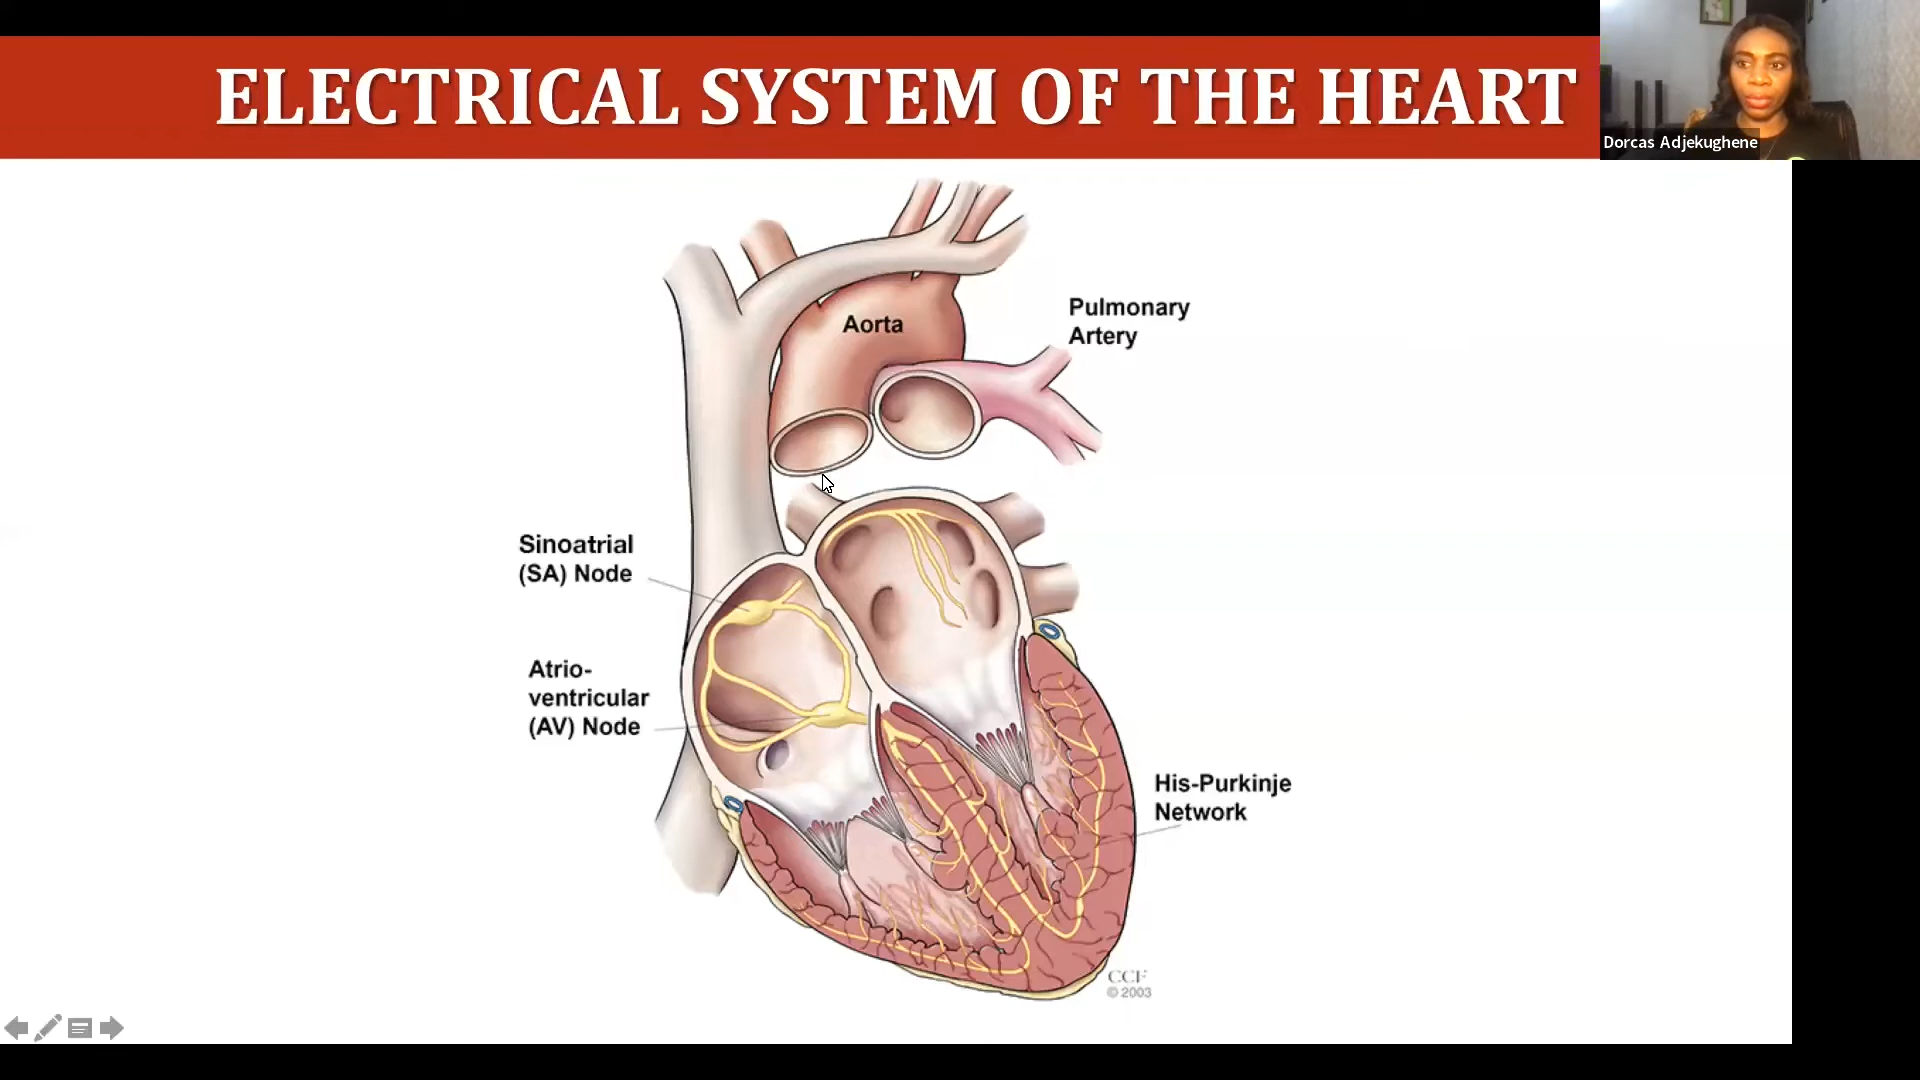 ELECTRICAL SYSTEM OF THE HEART
Dorcas Adjekughene
Aorta
Pulmonary
Artery
Sinoatrial
(SA) Node
Atrio-
ventricular
(AV) Node
His-Purkinje
Network
CCF
© 2003